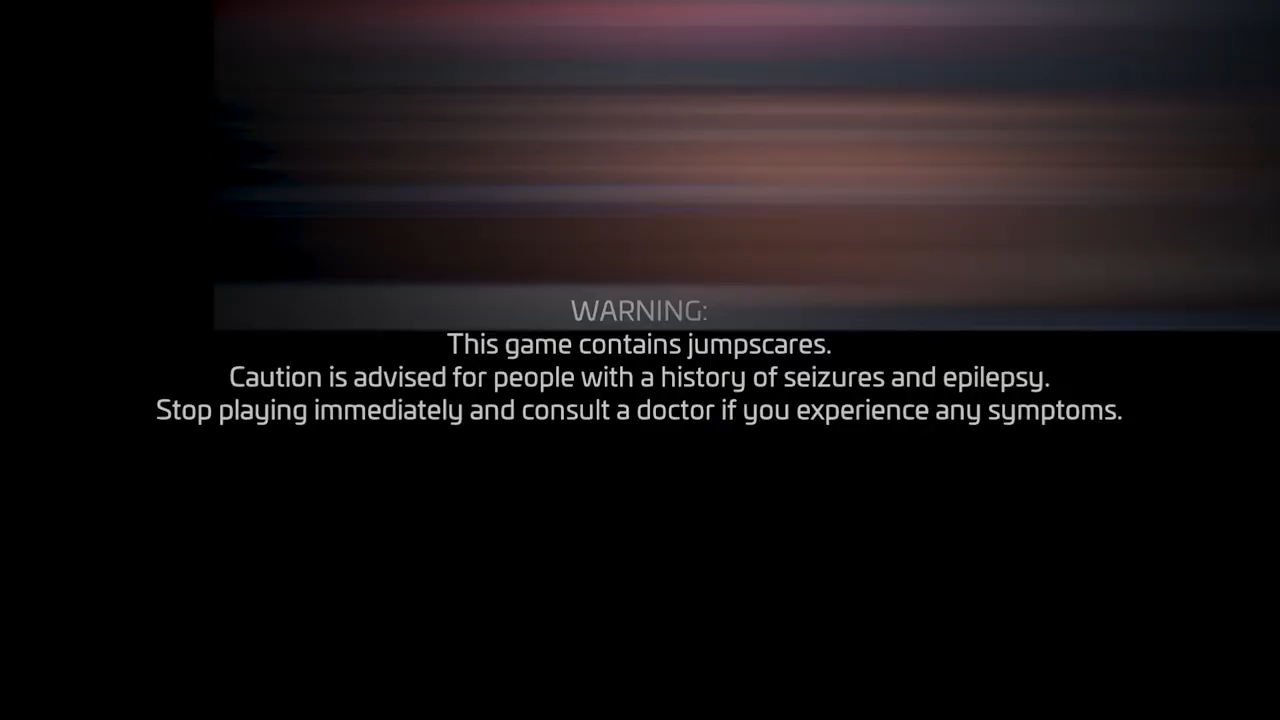 WARNING:
This game contains jumpscares.
Caution is advised for people with a history of seizures and epilepsy.
Stop playing immediately and consult a doctor if you experience any symptoms.